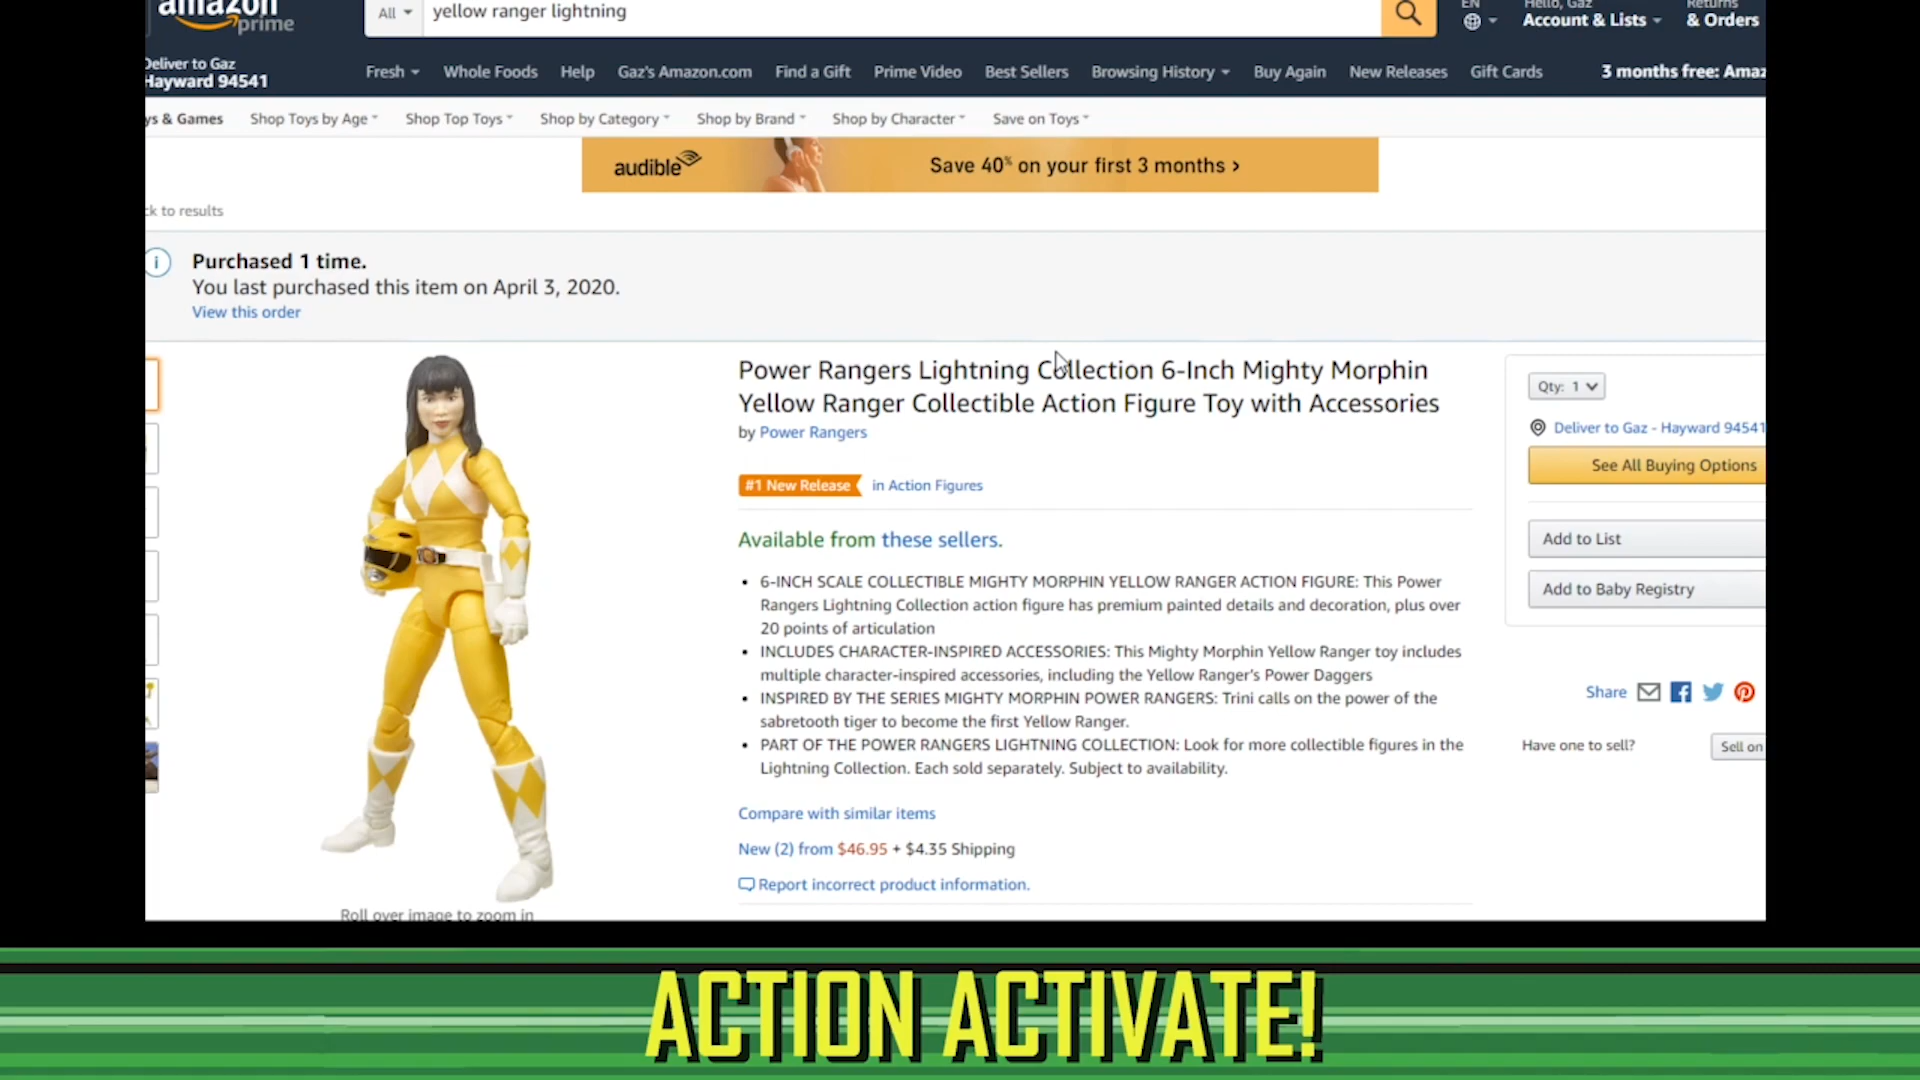 amazon
prime
All
yellow ranger lightning
EN
Hello, Gaz
Account & Lists
Returns
& Orders
Deliver to Gaz
Hayward 94541
Fresh
Whole Foods
Help
Gaz's Amazon.com
Find a Gift
Prime Video
Best Sellers
Browsing History
Buy Again
New Releases
Gift Cards
3 months free: Amaz
ys & Games
Shop Toys by Age
Shop Top Toys
Shop by Category
Shop by Brand
Shop by Character
Save on Toys
audible
Save 40% on your first 3 months ›
ck to results
Purchased 1 time.
You last purchased this item on April 3, 2020.
View this order
Power Rangers Lightning Collection 6-Inch Mighty Morphin
Yellow Ranger Collectible Action Figure Toy with Accessories
by Power Rangers
#1 New Release
in Action Figures
Available from these sellers.
• 6-INCH SCALE COLLECTIBLE MIGHTY MORPHIN YELLOW RANGER ACTION FIGURE: This Power
Rangers Lightning Collection action figure has premium painted details and decoration, plus over
20 points of articulation
• INCLUDES CHARACTER-INSPIRED ACCESSORIES: This Mighty Morphin Yellow Ranger toy includes
multiple character-inspired accessories, including the Yellow Ranger's Power Daggers
• INSPIRED BY THE SERIES MIGHTY MORPHIN POWER RANGERS: Trini calls on the power of the
sabretooth tiger to become the first Yellow Ranger.
• PART OF THE POWER RANGERS LIGHTNING COLLECTION: Look for more collectible figures in the
Lightning Collection. Each sold separately. Subject to availability.
Compare with similar items
New (2) from $46.95 + $4.35 Shipping
Report incorrect product information.
Roll over image to zoom in
Qty: 1
Deliver to Gaz - Hayward 94541
See All Buying Options
Add to List
Add to Baby Registry
Share
Have one to sell?
Sell on
ACTION ACTIVATE!